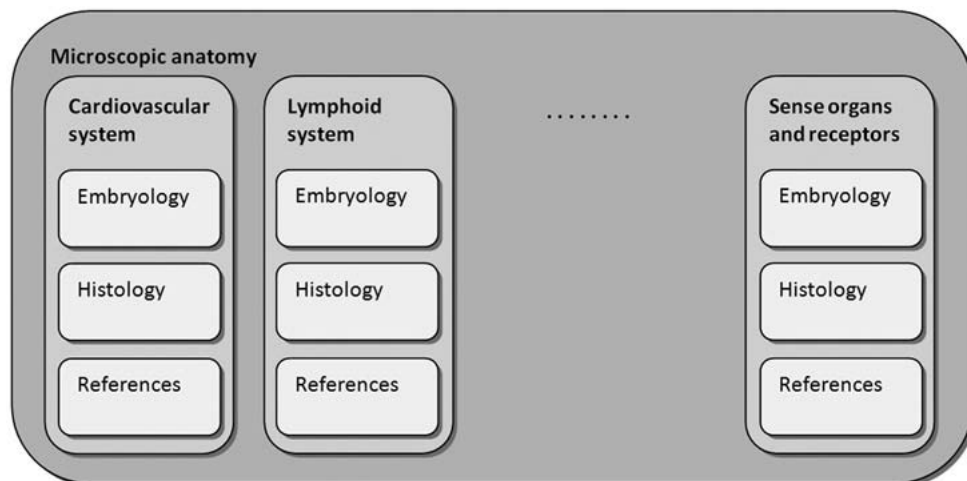 Microscopic anatomy
Cardiovascular
system
Embryology
Histology
References
Lymphoid
system
Embryology
Histology
References
........
Sense organs
and receptors
Embryology
Histology
References